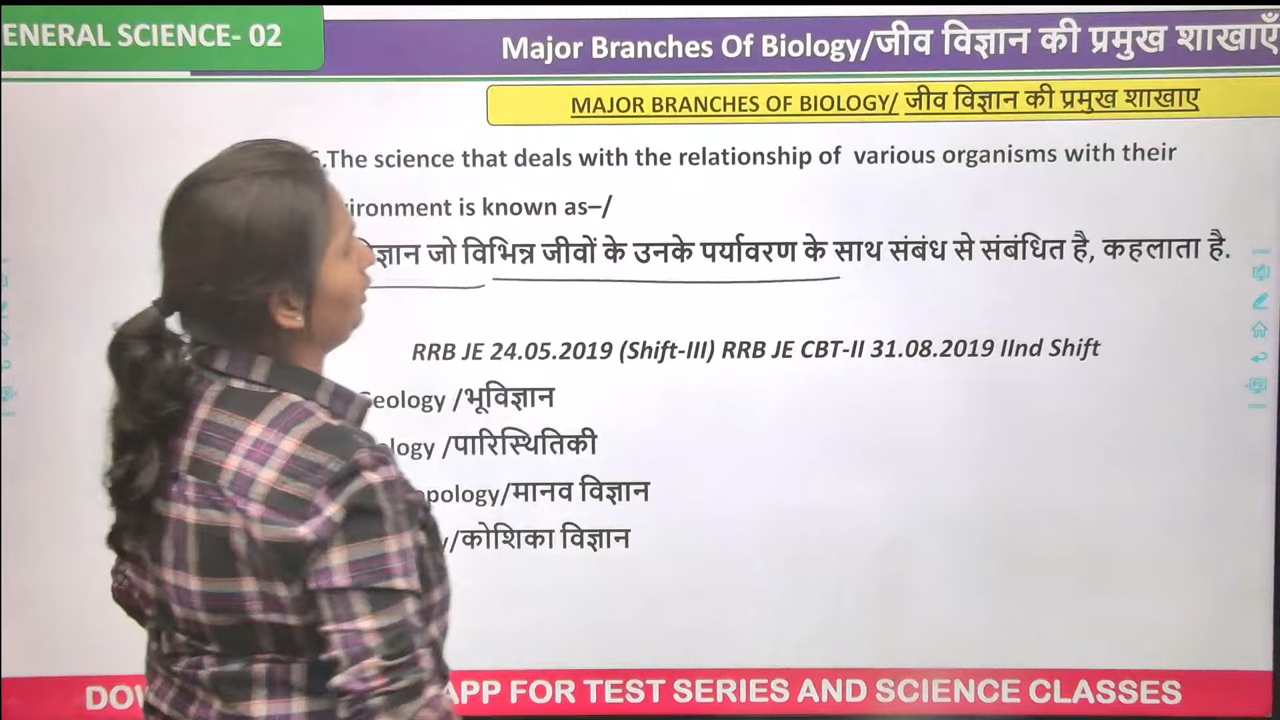 ENERAL SCIENCE- 02
Major Branches Of Biology/जीव विज्ञान की प्रमुख शाखाएँ
MAJOR BRANCHES OF BIOLOGY/ जीव विज्ञान की प्रमुख शाखाए
.The science that deals with the relationship of various organisms with their
ironment is known as–/
ज्ञान जो विभिन्न जीवों के उनके पर्यावरण के साथ संबंध से संबंधित है, कहलाता है.
RRB JE 24.05.2019 (Shift-III) RRB JE CBT-II 31.08.2019 IInd Shift
eology /भूविज्ञान
logy /पारिस्थितिकी
pology/मानव विज्ञान
/कोशिका विज्ञान
DOW APP FOR TEST SERIES AND SCIENCE CLASSES